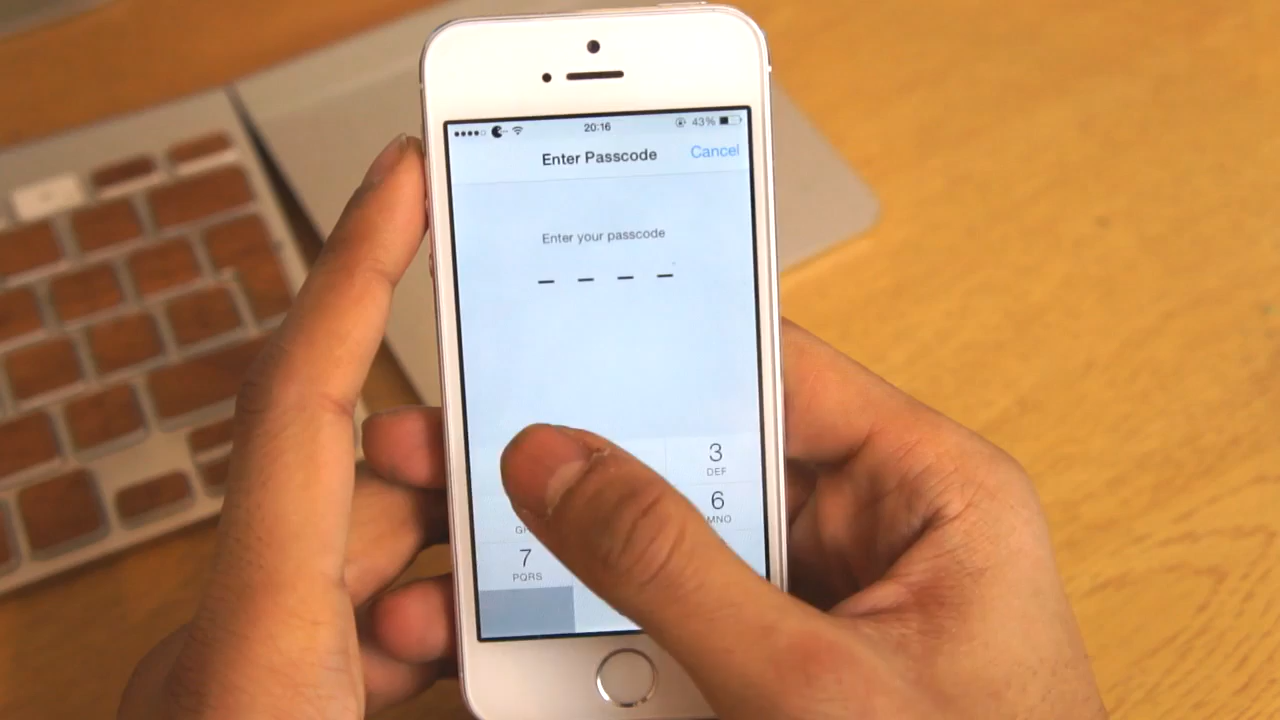 20:16
43%
Enter Passcode
Cancel
Enter your passcode
3
DEF
6
MNO
7
PQRS